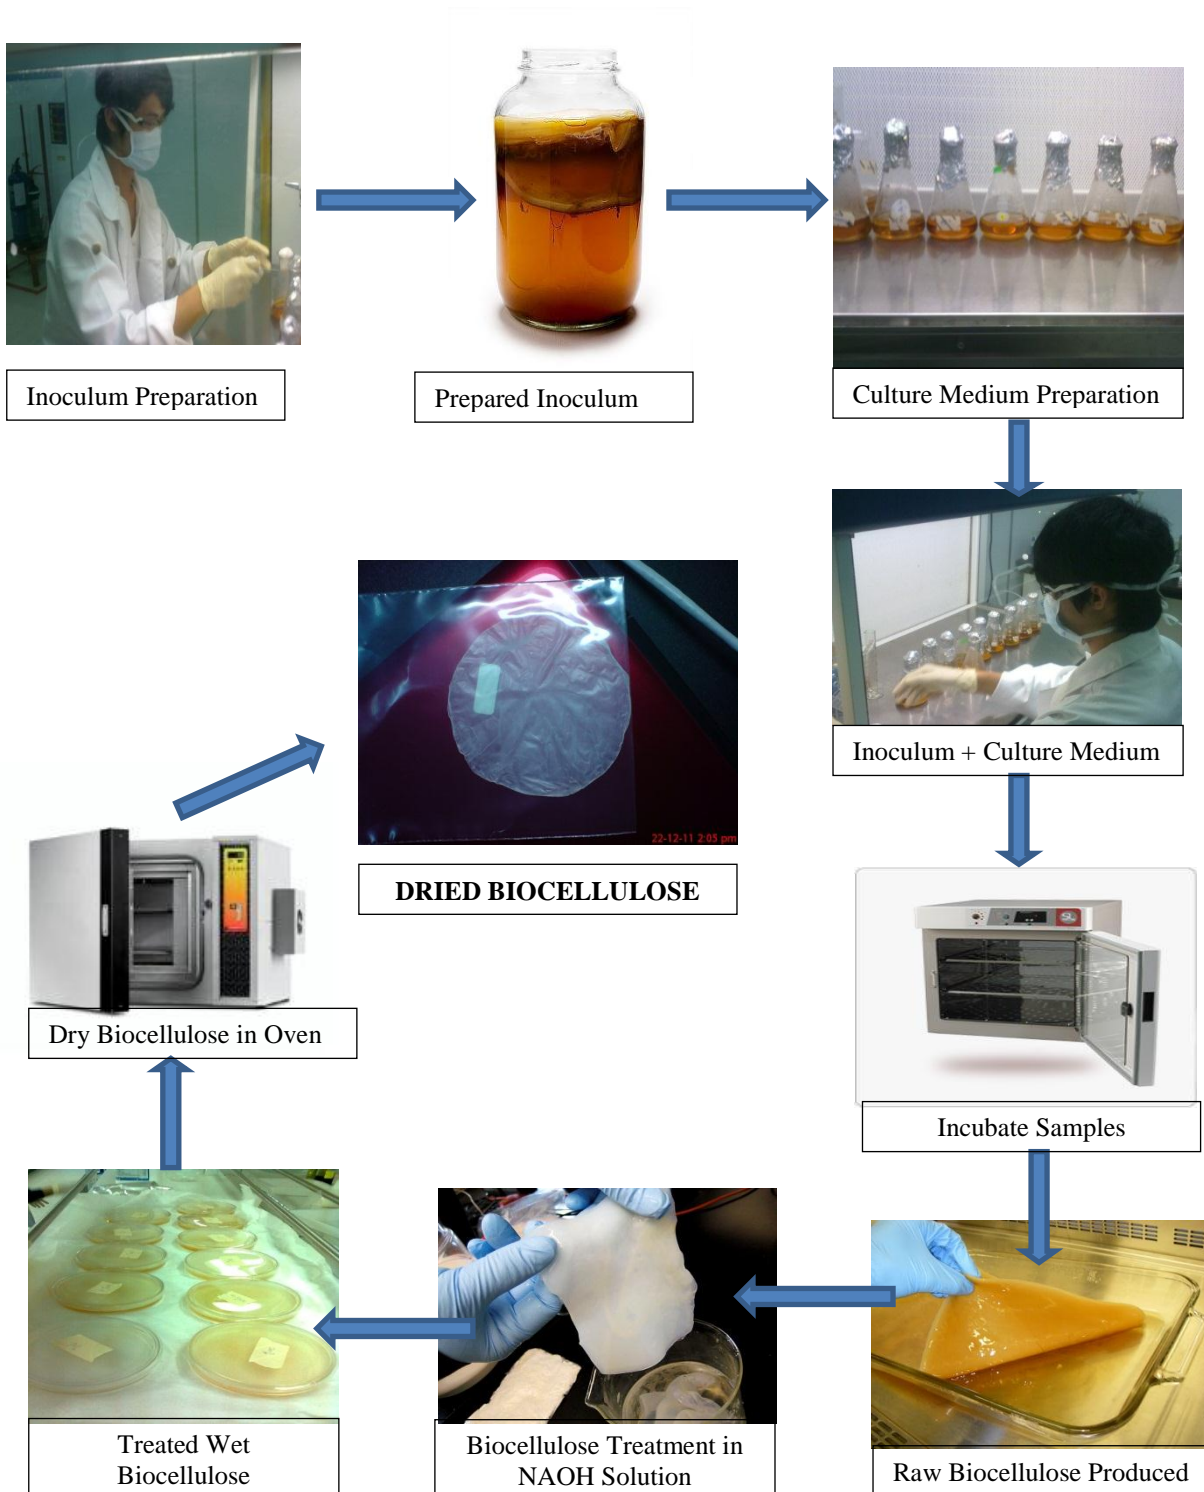 Inoculum Preparation
Prepared Inoculum
Culture Medium Preparation
Inoculum + Culture Medium
Incubate Samples
Raw Biocellulose Produced
Biocellulose Treatment in
NAOH Solution
Treated Wet
Biocellulose
Dry Biocellulose in Oven
22-12-11 2:05 pm
DRIED BIOCELLULOSE